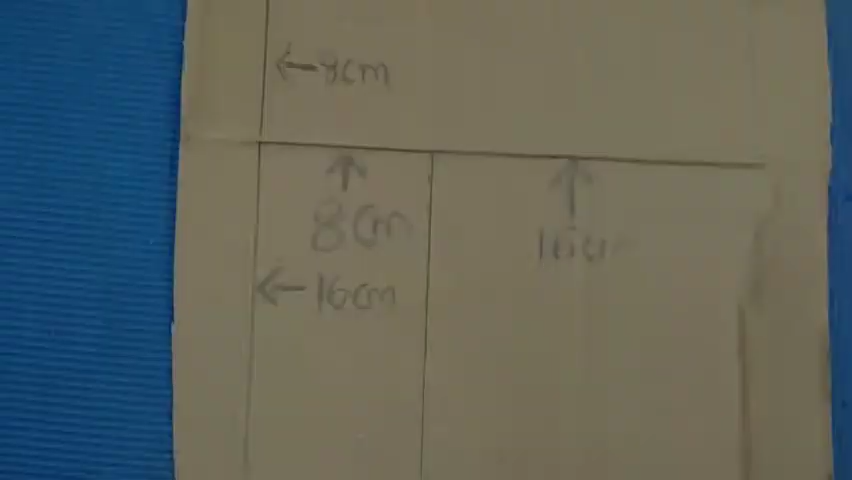 ←8cm
↑
8cm
↑
16cm
←16cm